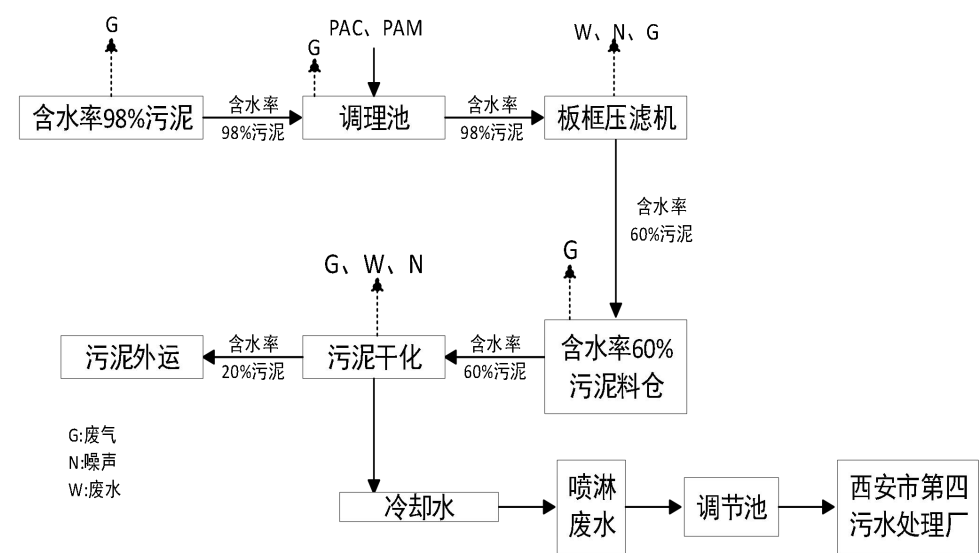 G
G
PAC、PAM
W、N、G
含水率98%污泥
含水率
98%污泥
调理池
含水率
98%污泥
板框压滤机
含水率
60%污泥
G、W、N
G
污泥外运
含水率
20%污泥
污泥干化
含水率
60%污泥
含水率60%
污泥料仓
G:废气
N:噪声
W:废水
冷却水
喷淋
废水
调节池
西安市第四
污水处理厂